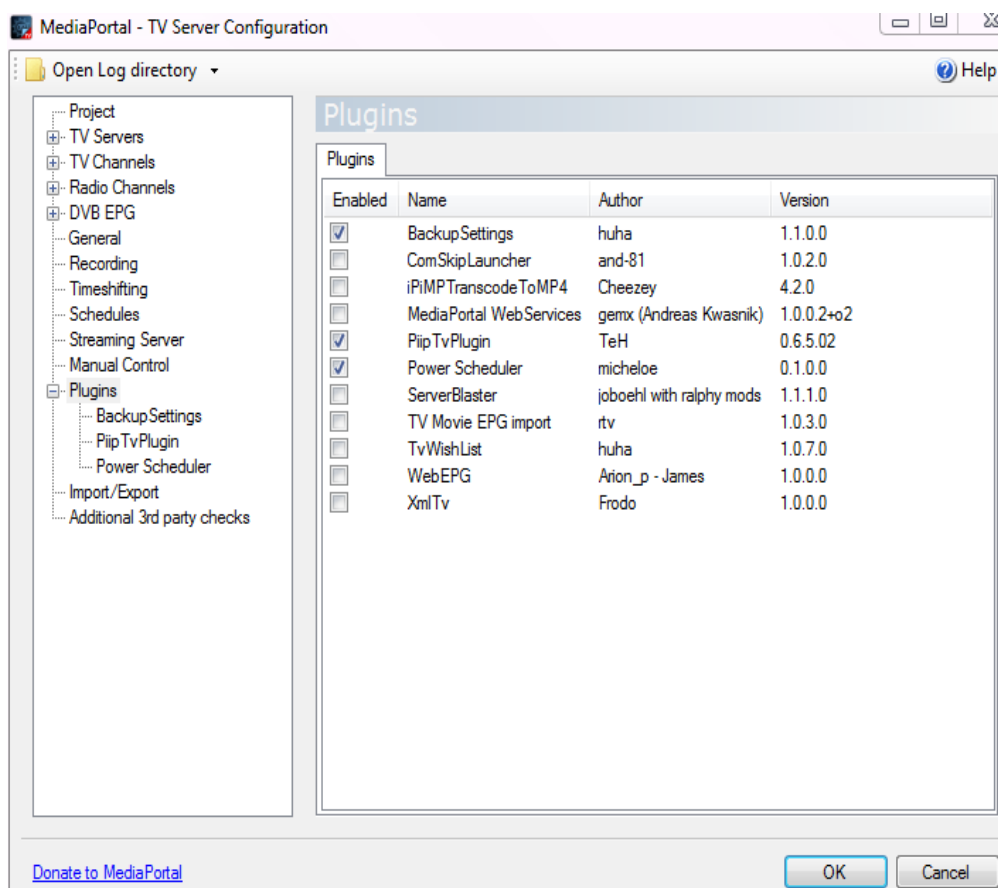 MediaPortal - TV Server Configuration
Open Log directory
Help
Project
TV Servers
TV Channels
Radio Channels
DVB EPG
General
Recording
Timeshifting
Schedules
Streaming Server
Manual Control
Plugins
BackupSettings
PiipTvPlugin
Power Scheduler
Import/Export
Additional 3rd party checks
Plugins
Plugins
Enabled Name Author Version
BackupSettings huha 1.1.0.0
ComSkipLauncher and-81 1.0.2.0
iPiMPTranscodeToMP4 Cheezey 4.2.0
MediaPortal WebServices gemx (Andreas Kwasnik) 1.0.0.2+o2
PiipTvPlugin TeH 0.6.5.02
Power Scheduler micheloe 0.1.0.0
ServerBlaster joboehl with ralphy mods 1.1.1.0
TV Movie EPG import rtv 1.0.3.0
TvWishList huha 1.0.7.0
WebEPG Arion_p - James 1.0.0.0
XmlTv Frodo 1.0.0.0
Donate to MediaPortal
OK
Cancel